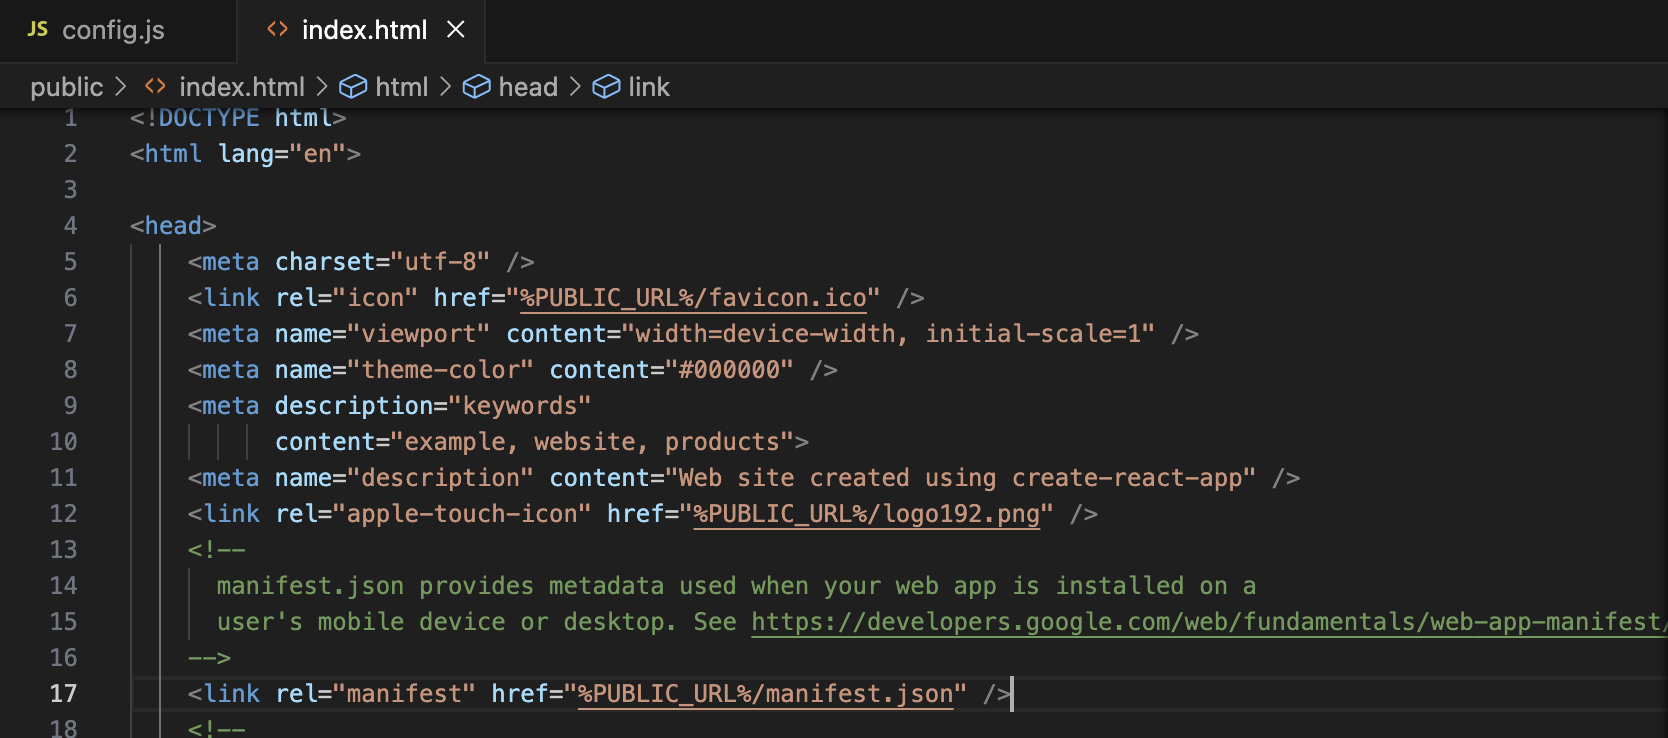 JS config.js <> index.html ×
public > <> index.html > html > head > link
1 <!DOCTYPE html>
2 <html lang="en">
3
4 <head>
5 <meta charset="utf-8" />
6 <link rel="icon" href="%PUBLIC_URL%/favicon.ico" />
7 <meta name="viewport" content="width=device-width, initial-scale=1" />
8 <meta name="theme-color" content="#000000" />
9 <meta description="keywords"
10 content="example, website, products">
11 <meta name="description" content="Web site created using create-react-app" />
12 <link rel="apple-touch-icon" href="%PUBLIC_URL%/logo192.png" />
13 <!--
14 manifest.json provides metadata used when your web app is installed on a
15 user's mobile device or desktop. See https://developers.google.com/web/fundamentals/web-app-manifest/
16 -->
17 <link rel="manifest" href="%PUBLIC_URL%/manifest.json" />
18 <!--